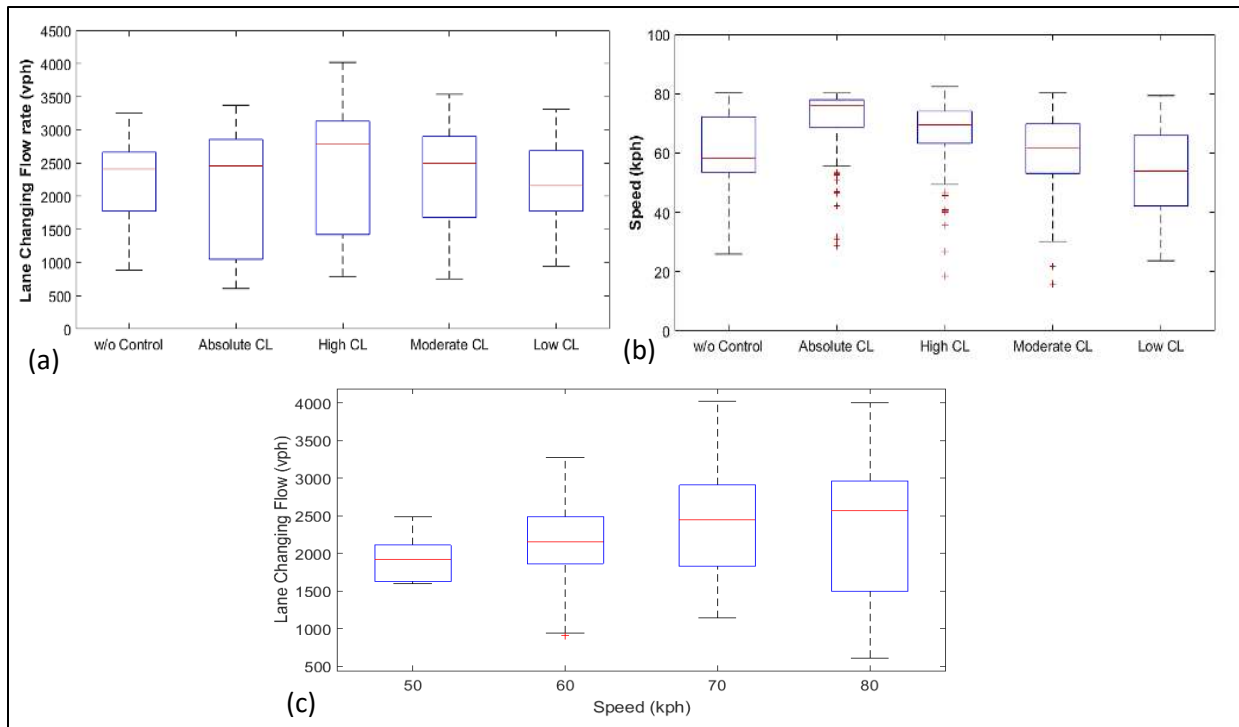 Lane Changing Flow rate (vph)
4500
4000
3500
3000
2500
2000
1500
1000
500
0
w/o Control Absolute CL High CL Moderate CL Low CL
(a)
Speed (kph)
100
80
60
40
20
0
w/o Control Absolute CL High CL Moderate CL Low CL
(b)
Lane Changing Flow (vph)
4000
3500
3000
2500
2000
1500
1000
500
50 60 70 80
Speed (kph)
(c)